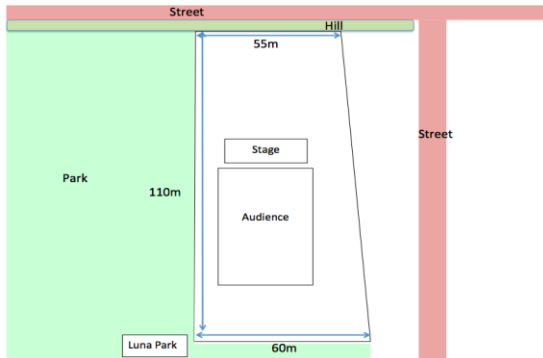 Street
Hill
55m
Street
Stage
Park
110m
Audience
Luna Park
60m